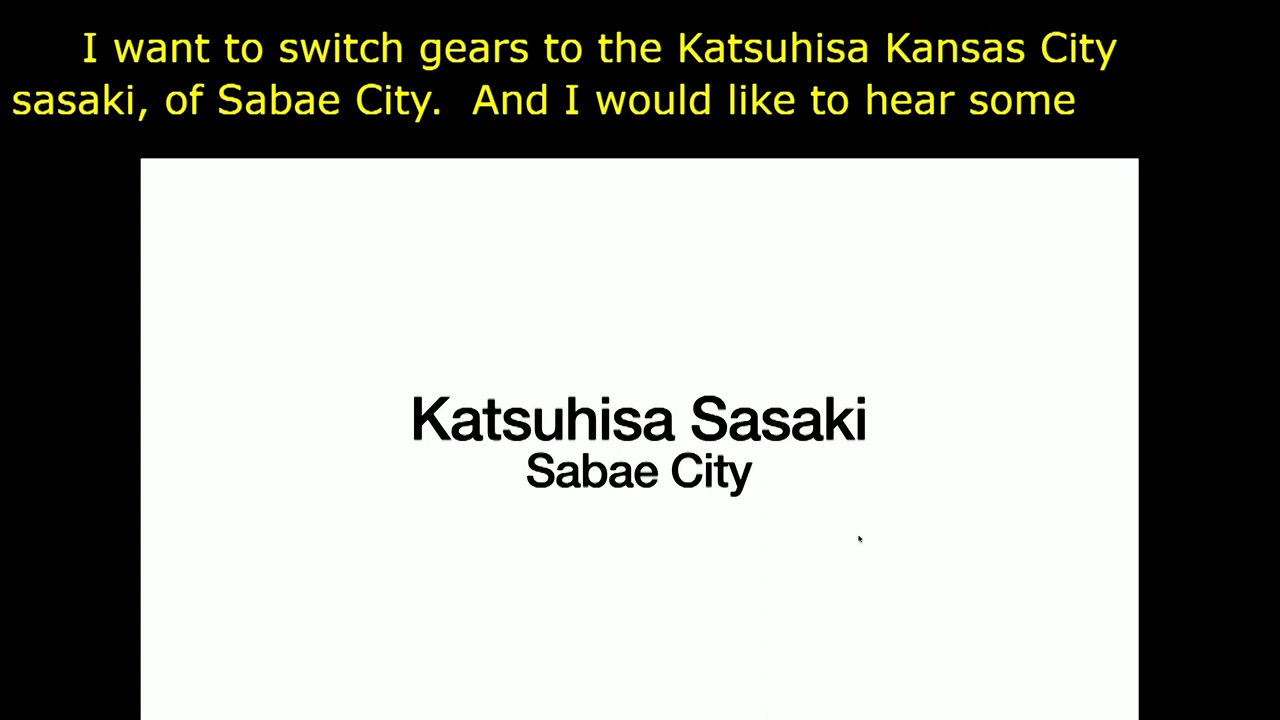 I want to switch gears to the Katsuhisa Kansas City
sasaki, of Sabae City.  And I would like to hear some
Katsuhisa Sasaki
Sabae City